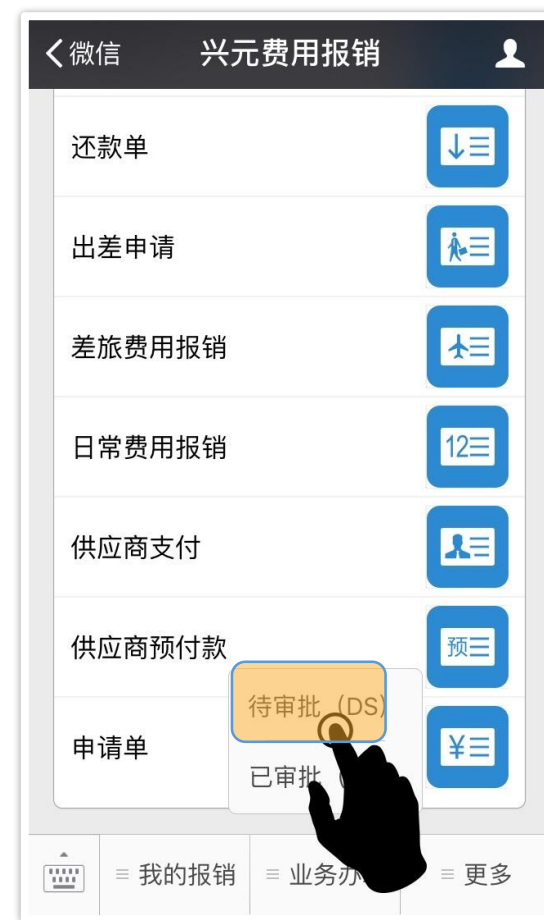 微信
兴元费用报销
还款单
出差申请
差旅费用报销
12
日常费用报销
供应商支付
供应商预付款
预
待审批（DS）
申请单
¥
已审批（
我的报销
业务办
更多